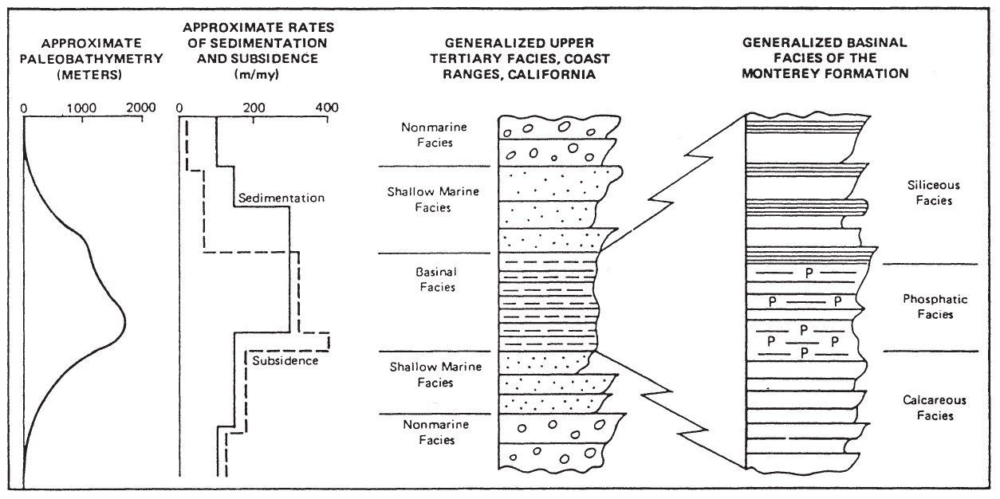 APPROXIMATE
PALEOBATHYMETRY
(METERS)
0 1000 2000
APPROXIMATE RATES
OF SEDIMENTATION
AND SUBSIDENCE
(m/my)
0 200 400
Sedimentation
Subsidence
GENERALIZED UPPER
TERTIARY FACIES, COAST
RANGES, CALIFORNIA
Nonmarine
Facies
Shallow Marine
Facies
Basinal
Facies
Shallow Marine
Facies
Nonmarine
Facies
GENERALIZED BASINAL
FACIES OF THE
MONTEREY FORMATION
P
P P
P
P P
P
Siliceous
Facies
Phosphatic
Facies
Calcareous
Facies